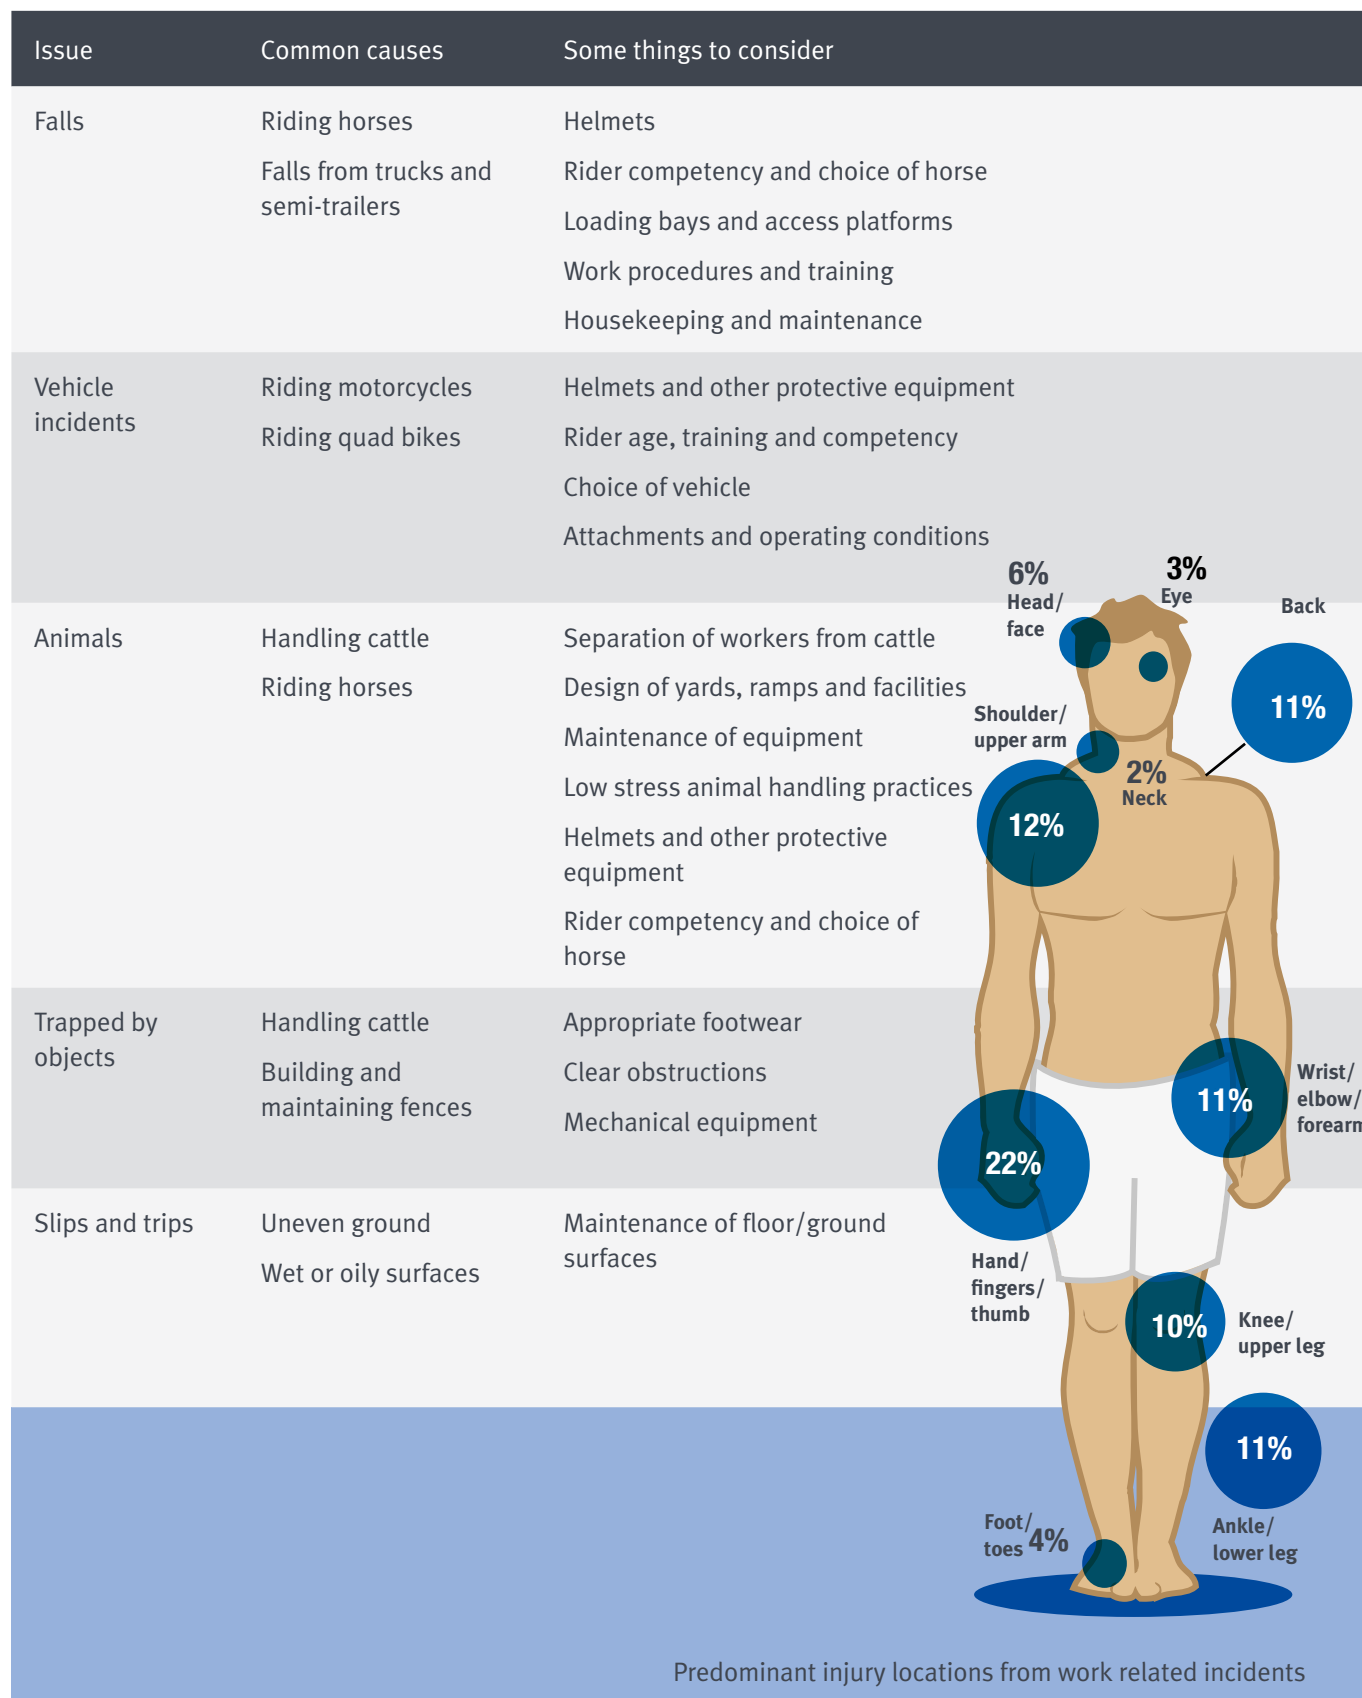 Issue
Common causes
Some things to consider
Falls
Riding horses
Falls from trucks and
semi-trailers
Helmets
Rider competency and choice of horse
Loading bays and access platforms
Work procedures and training
Housekeeping and maintenance
Vehicle
incidents
Riding motorcycles
Riding quad bikes
Helmets and other protective equipment
Rider age, training and competency
Choice of vehicle
Attachments and operating conditions
Animals
Handling cattle
Riding horses
Separation of workers from cattle
Design of yards, ramps and facilities
Maintenance of equipment
Low stress animal handling practices
Helmets and other protective
equipment
Rider competency and choice of
horse
Trapped by
objects
Handling cattle
Building and
maintaining fences
Appropriate footwear
Clear obstructions
Mechanical equipment
Slips and trips
Uneven ground
Wet or oily surfaces
Maintenance of floor/ground
surfaces
6%
Head/
face
3%
Eye
Back
11%
Shoulder/
upper arm
12%
2%
Neck
11%
Wrist/
elbow/
forearm
22%
Hand/
fingers/
thumb
10%
Knee/
upper leg
11%
Ankle/
lower leg
Foot/
toes 4%
Predominant injury locations from work related incidents